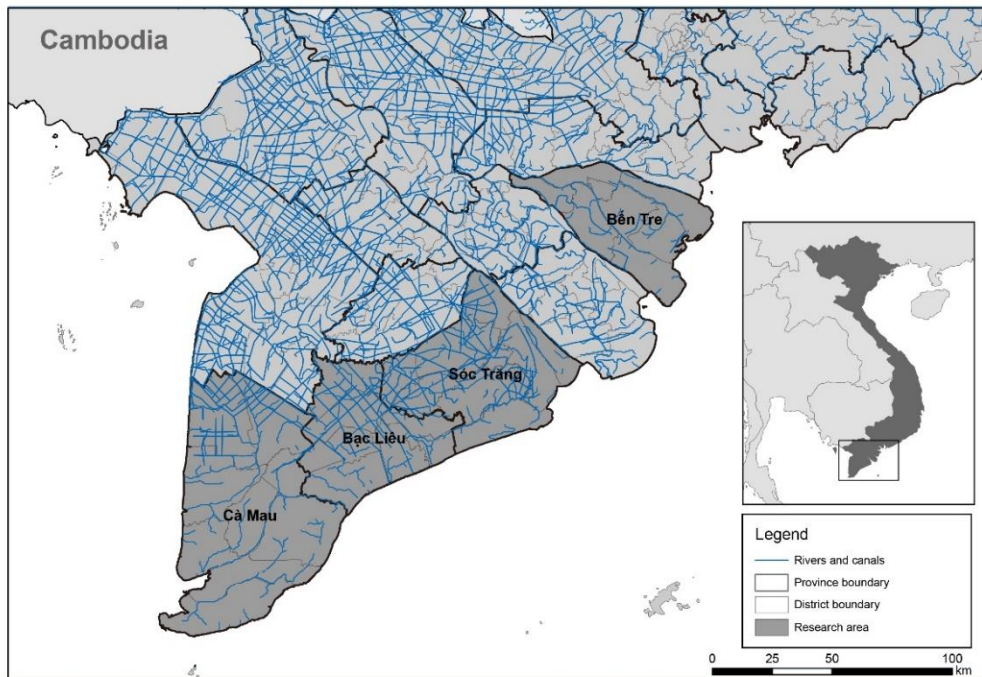 Cambodia
Bến Tre
Sóc Trăng
Bạc Liêu
Cà Mau
Legend
Rivers and canals
Province boundary
District boundary
Research area
0 25 50 100
km